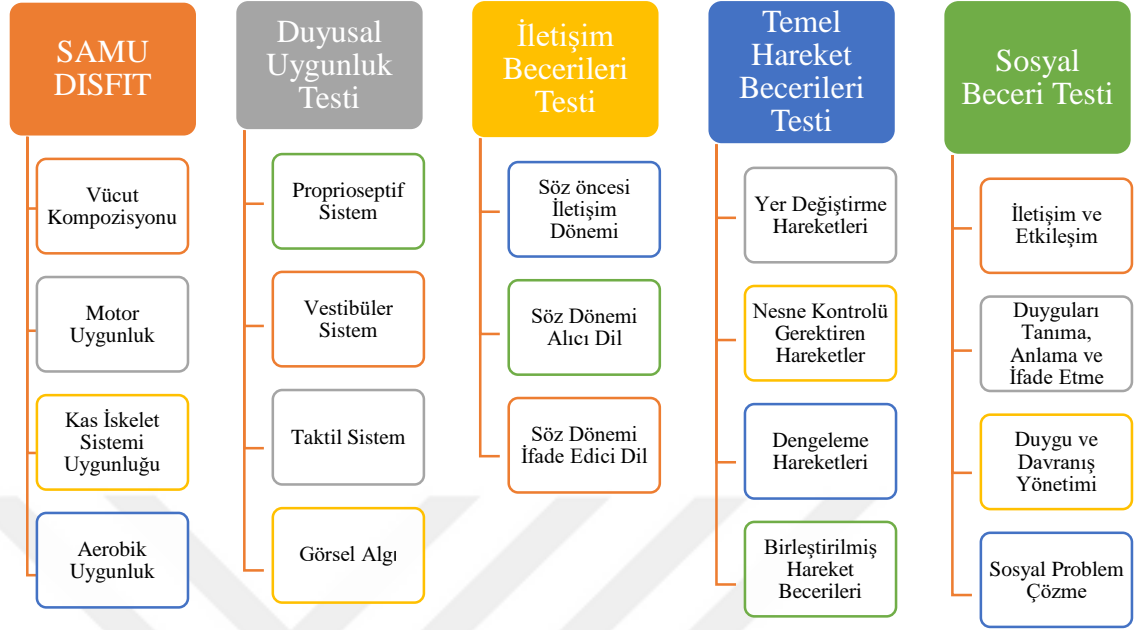 SAMU
DISFIT
Vücut
Kompozisyonu
Motor
Uygunluk
Kas İskelet
Sistemi
Uygunluğu
Aerobik
Uygunluk
Duyusal
Uygunluk
Testi
Proprioseptif
Sistem
Vestibüler
Sistem
Taktil Sistem
Görsel Algı
İletişim
Becerileri
Testi
Söz öncesi
İletişim
Dönemi
Söz Dönemi
Alıcı Dil
Söz Dönemi
İfade Edici Dil
Temel
Hareket
Becerileri
Testi
Yer Değiştirme
Hareketleri
Nesne Kontrolü
Gerektiren
Hareketler
Dengeleme
Hareketleri
Birleştirilmiş
Hareket
Becerileri
Sosyal
Beceri Testi
İletişim ve
Etkileşim
Duyguları
Tanıma,
Anlama ve
İfade Etme
Duygu ve
Davranış
Yönetimi
Sosyal Problem
Çözme